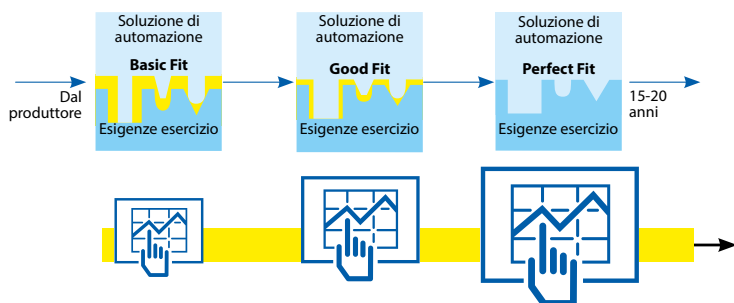 Soluzione di
automazione
Basic Fit
Esigenze esercizio
Soluzione di
automazione
Good Fit
Esigenze esercizio
Soluzione di
automazione
Perfect Fit
Esigenze esercizio
Dal
produttore
15-20
anni